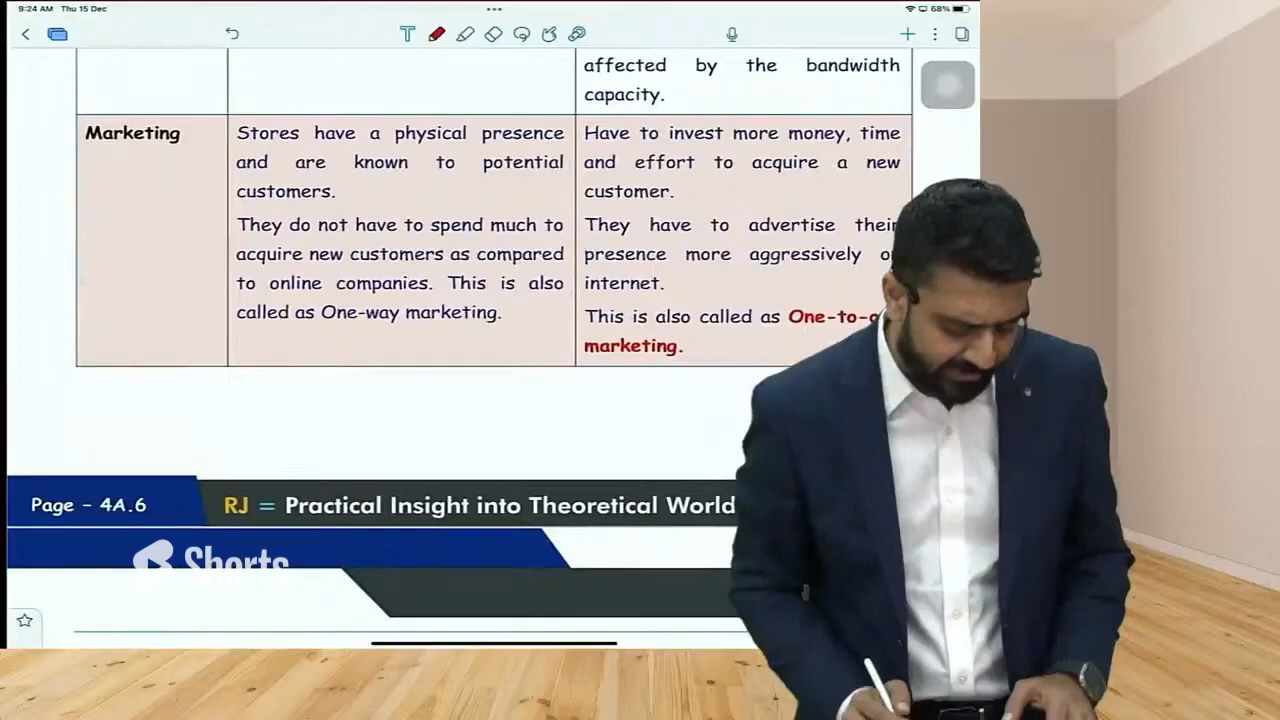 9:24 AM Thu 15 Dec
68%
affected by the bandwidth
capacity.
Marketing
Stores have a physical presence
and are known to potential
customers.
They do not have to spend much to
acquire new customers as compared
to online companies. This is also
called as One-way marketing.
Have to invest more money, time
and effort to acquire a new
customer.
They have to advertise their
presence more aggressively
internet.
This is also called as
marketing.
Page - 4A.6
RJ = Practical Insight into Theoretical World
Shorts